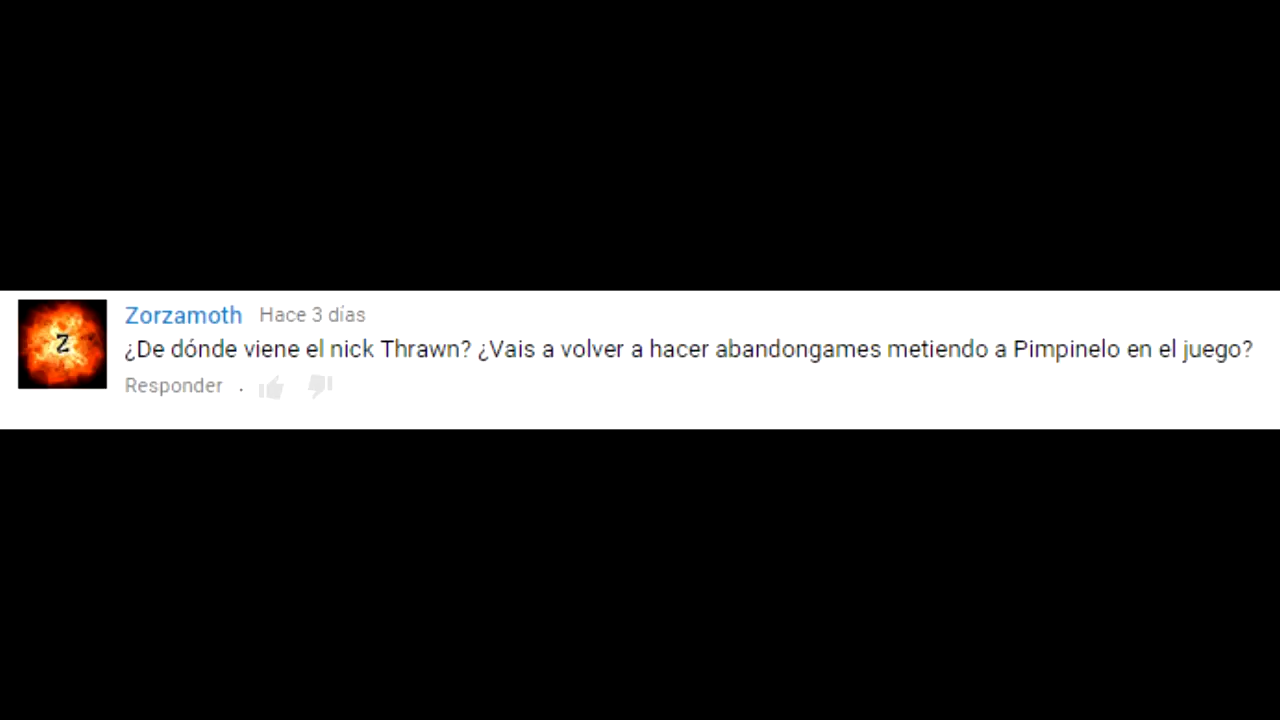 Z
Zorzamoth Hace 3 días
¿De dónde viene el nick Thrawn? ¿Vais a volver a hacer abandongames metiendo a Pimpinelo en el juego?
Responder .